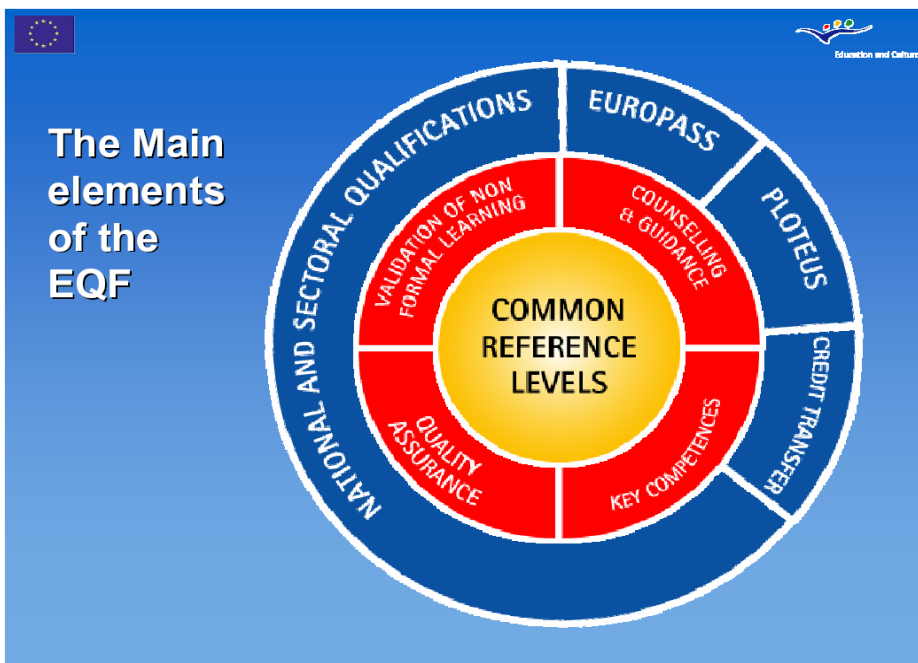 Education and Culture
The Main
elements
of the
EQF
NATIONAL AND SECTORAL QUALIFICATIONS
EUROPASS
PLOTEUS
CREDIT TRANSFER
VALIDATION OF NON
FORMAL LEARNING
COUNSELLING
& GUIDANCE
QUALITY
ASSURANCE
KEY COMPETENCES
COMMON
REFERENCE
LEVELS